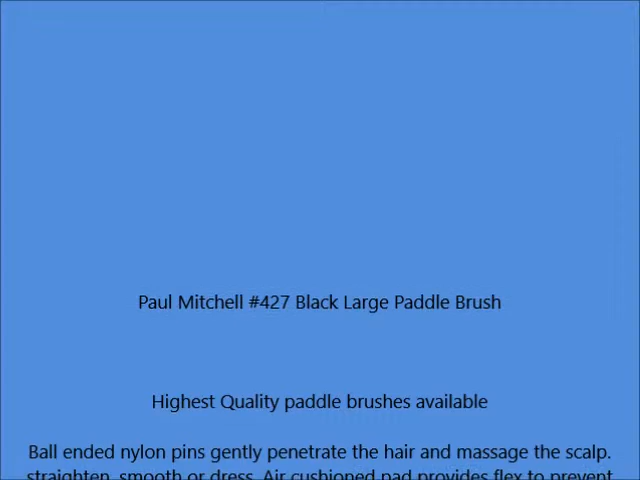 Paul Mitchell #427 Black Large Paddle Brush
Highest Quality paddle brushes available
Ball ended nylon pins gently penetrate the hair and massage the scalp.
straighten, smooth or dress. Air cushioned pad provides flex to prevent